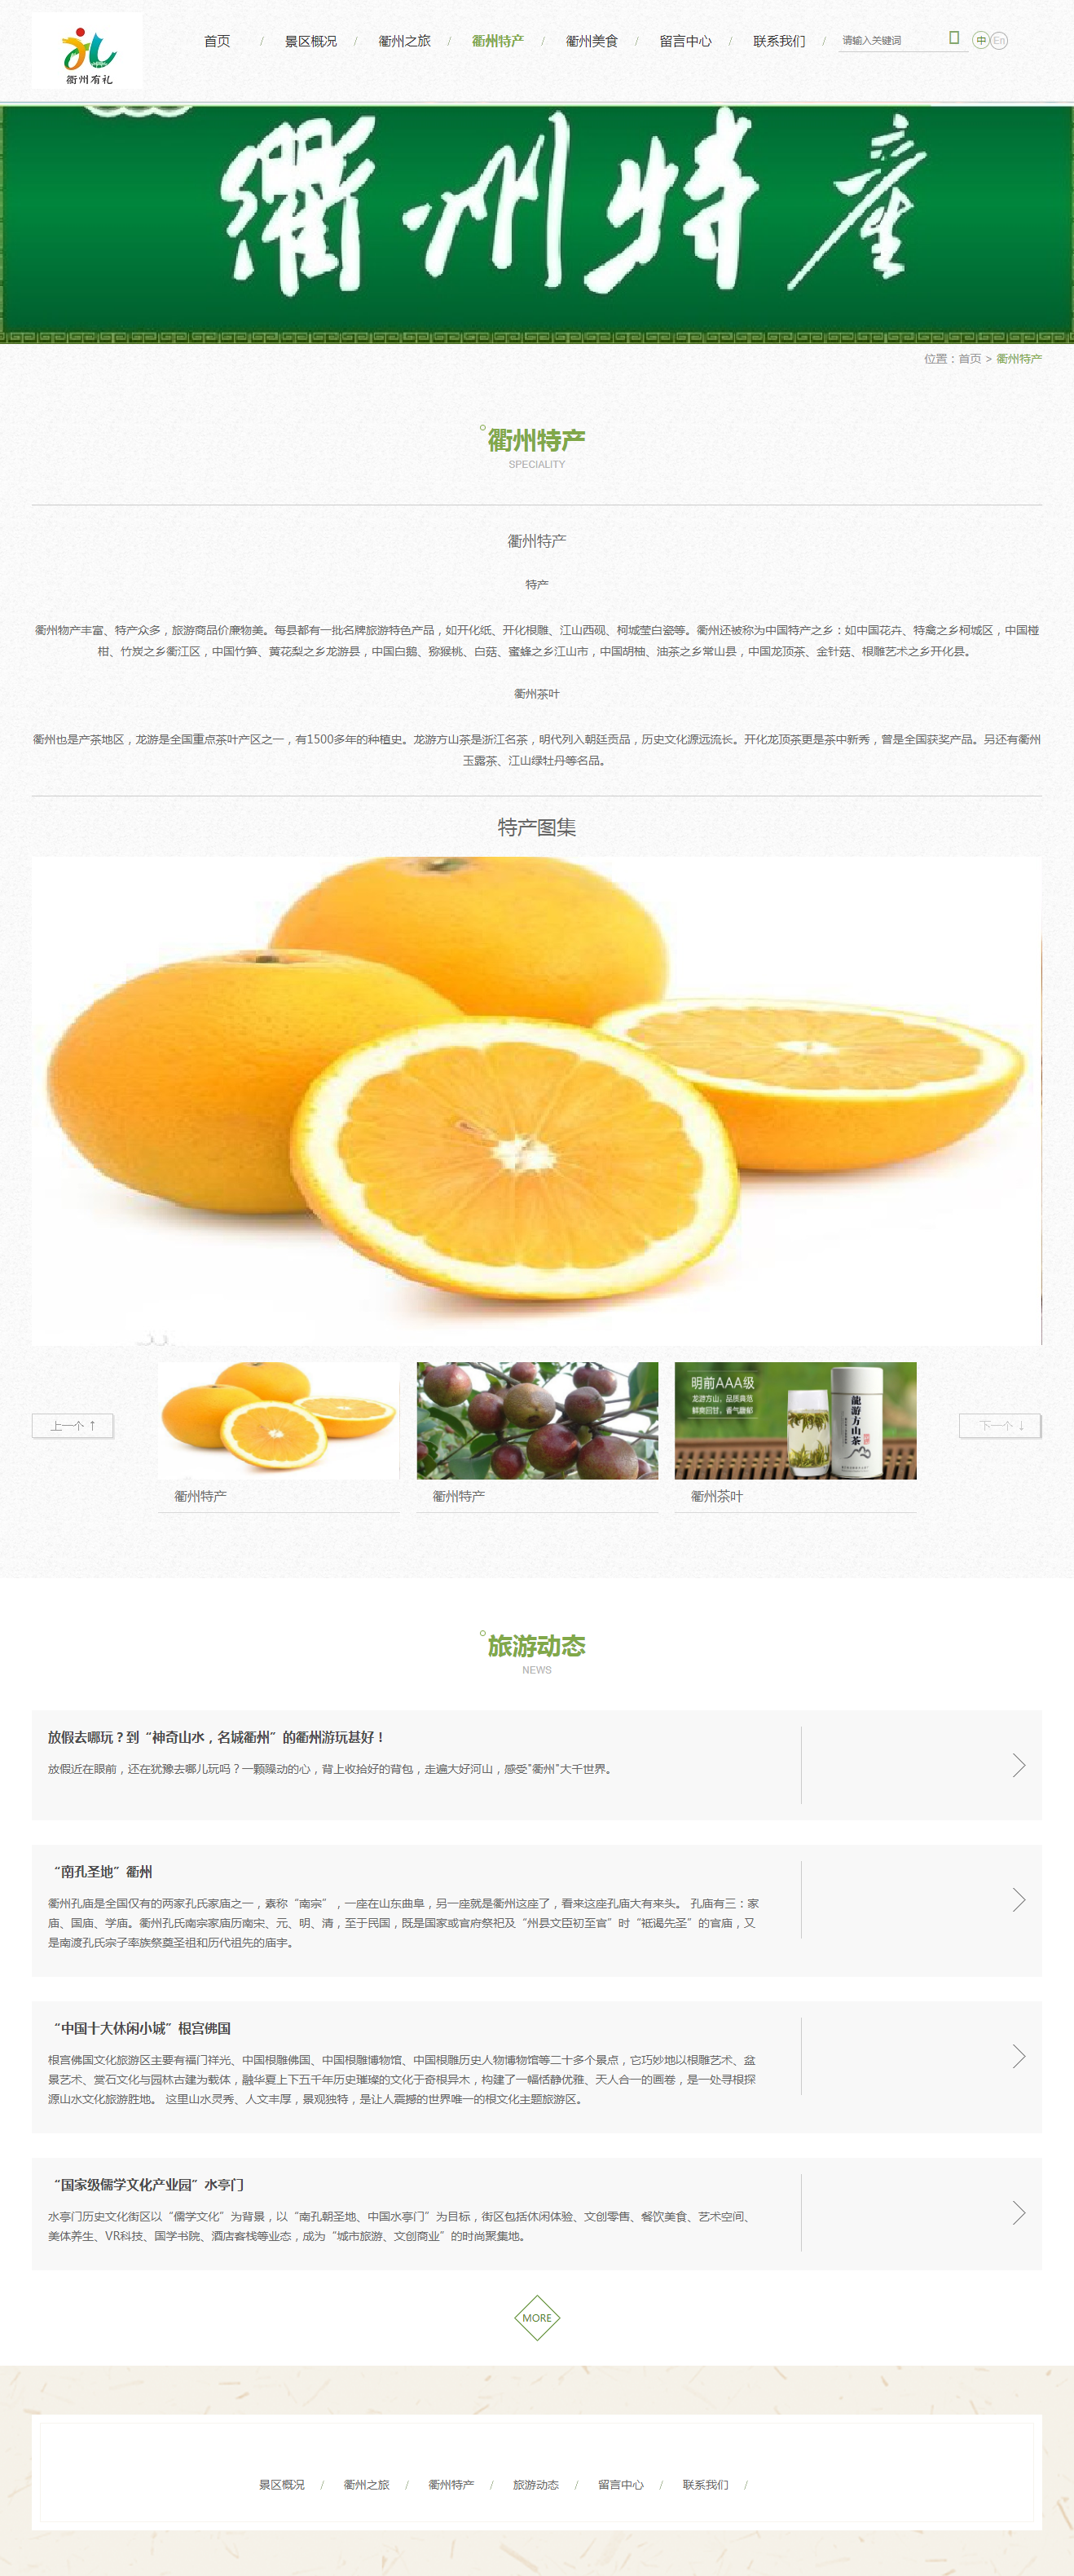 衢州有礼
首页 / 景区概况 / 衢州之旅 / 衢州特产 / 衢州美食 / 留言中心 / 联系我们 / 请输入关键词 中 En
衢州特産
位置：首页 > 衢州特产
衢州特产
SPECIALITY
衢州特产
特产
衢州物产丰富、特产众多，旅游商品价廉物美。每县都有一批名牌旅游特色产品，如开化纸、开化根雕、江山西砚、柯城莹白瓷等。衢州还被称为中国特产之乡：如中国花卉、特禽之乡柯城区，中国椪
柑、竹炭之乡衢江区，中国竹笋、黄花梨之乡龙游县，中国白鹅、猕猴桃、白菇、蜜蜂之乡江山市，中国胡柚、油茶之乡常山县，中国龙顶茶、金针菇、根雕艺术之乡开化县。
衢州茶叶
衢州也是产茶地区，龙游是全国重点茶叶产区之一，有1500多年的种植史。龙游方山茶是浙江名茶，明代列入朝廷贡品，历史文化源远流长。开化龙顶茶更是茶中新秀，曾是全国获奖产品。另还有衢州
玉露茶、江山绿牡丹等名品。
特产图集
明前AAA级
龙游方山，品质典范
鲜爽回甘，香气馥郁
龍游方山茶
上一个 ↑
下一个 ↓
衢州特产
衢州特产
衢州茶叶
旅游动态
NEWS
放假去哪玩？到“神奇山水，名城衢州”的衢州游玩甚好！
放假近在眼前，还在犹豫去哪儿玩吗？一颗躁动的心，背上收拾好的背包，走遍大好河山，感受"衢州"大千世界。
“南孔圣地”衢州
衢州孔庙是全国仅有的两家孔氏家庙之一，素称“南宗”，一座在山东曲阜，另一座就是衢州这座了，看来这座孔庙大有来头。 孔庙有三：家
庙、国庙、学庙。衢州孔氏南宗家庙历南宋、元、明、清，至于民国，既是国家或官府祭祀及“州县文臣初至官”时“祗谒先圣”的官庙，又
是南渡孔氏宗子率族祭奠圣祖和历代祖先的庙宇。
“中国十大休闲小城”根宫佛国
根宫佛国文化旅游区主要有福门祥光、中国根雕佛国、中国根雕博物馆、中国根雕历史人物博物馆等二十多个景点，它巧妙地以根雕艺术、盆
景艺术、赏石文化与园林古建为载体，融华夏上下五千年历史璀璨的文化于奇根异木，构建了一幅恬静优雅、天人合一的画卷，是一处寻根探
源山水文化旅游胜地。 这里山水灵秀、人文丰厚，景观独特，是让人震撼的世界唯一的根文化主题旅游区。
“国家级儒学文化产业园”水亭门
水亭门历史文化街区以“儒学文化”为背景，以“南孔朝圣地、中国水亭门”为目标，街区包括休闲体验、文创零售、餐饮美食、艺术空间、
美体养生、VR科技、国学书院、酒店客栈等业态，成为“城市旅游、文创商业”的时尚聚集地。
MORE
景区概况 / 衢州之旅 / 衢州特产 / 旅游动态 / 留言中心 / 联系我们 /